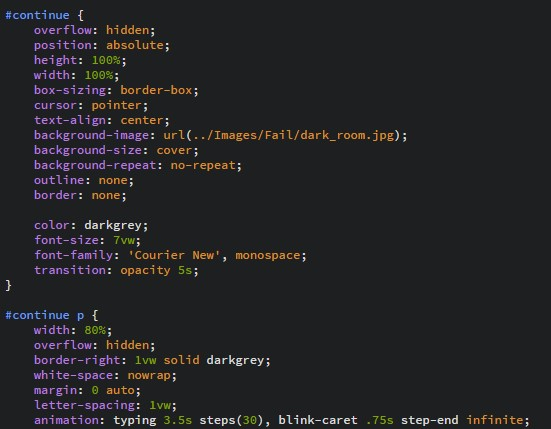 #continue {
    overflow: hidden;
    position: absolute;
    height: 100%;
    width: 100%;
    box-sizing: border-box;
    cursor: pointer;
    text-align: center;
    background-image: url(../Images/Fail/dark_room.jpg);
    background-size: cover;
    background-repeat: no-repeat;
    outline: none;
    border: none;

    color: darkgrey;
    font-size: 7vw;
    font-family: 'Courier New', monospace;
    transition: opacity 5s;
}

#continue p {
    width: 80%;
    overflow: hidden;
    border-right: 1vw solid darkgrey;
    white-space: nowrap;
    margin: 0 auto;
    letter-spacing: 1vw;
    animation: typing 3.5s steps(30), blink-caret .75s step-end infinite;